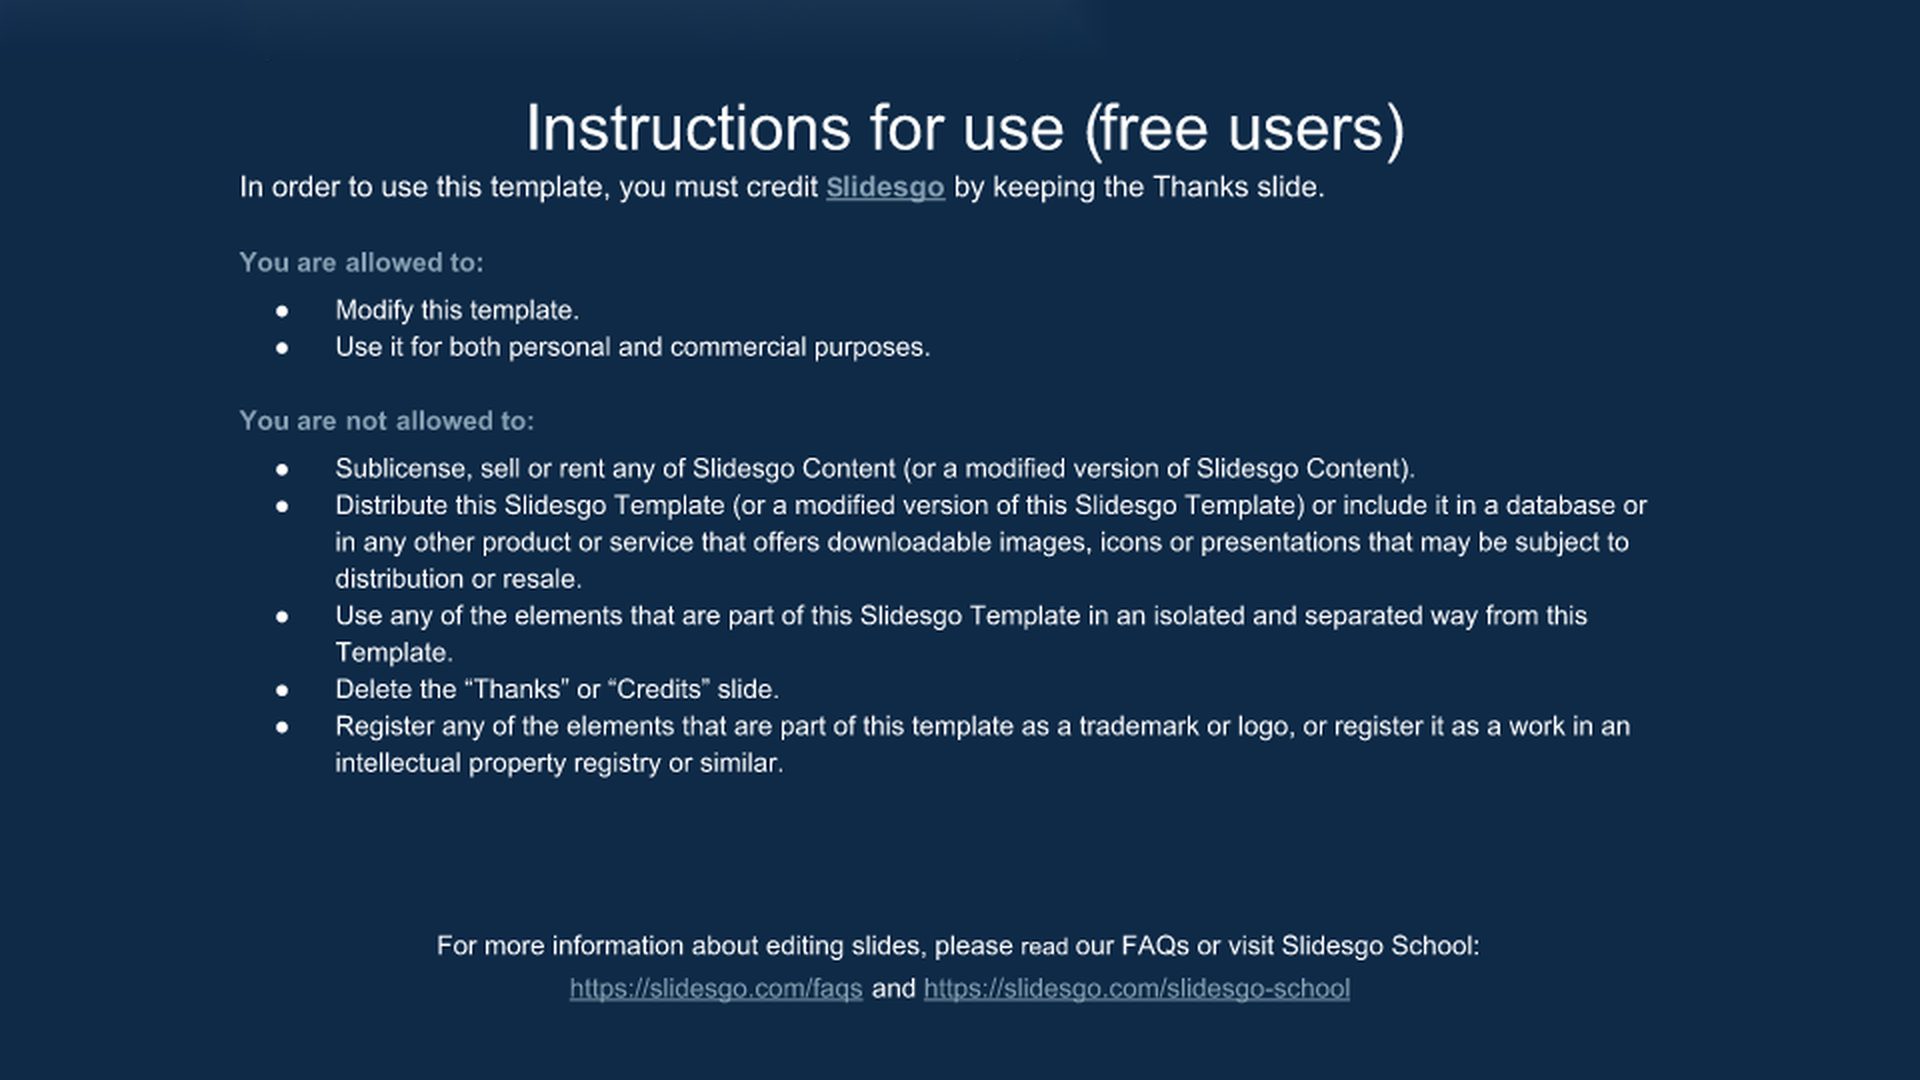 Instructions for use (free users)
In order to use this template, you must credit Slidesgo by keeping the Thanks slide.
You are allowed to:
● Modify this template.
● Use it for both personal and commercial purposes.
You are not allowed to:
● Sublicense, sell or rent any of Slidesgo Content (or a modified version of Slidesgo Content).
● Distribute this Slidesgo Template (or a modified version of this Slidesgo Template) or include it in a database or
in any other product or service that offers downloadable images, icons or presentations that may be subject to
distribution or resale.
● Use any of the elements that are part of this Slidesgo Template in an isolated and separated way from this
Template.
● Delete the “Thanks” or “Credits” slide.
● Register any of the elements that are part of this template as a trademark or logo, or register it as a work in an
intellectual property registry or similar.
For more information about editing slides, please read our FAQs or visit Slidesgo School:
https://slidesgo.com/faqs and https://slidesgo.com/slidesgo-school